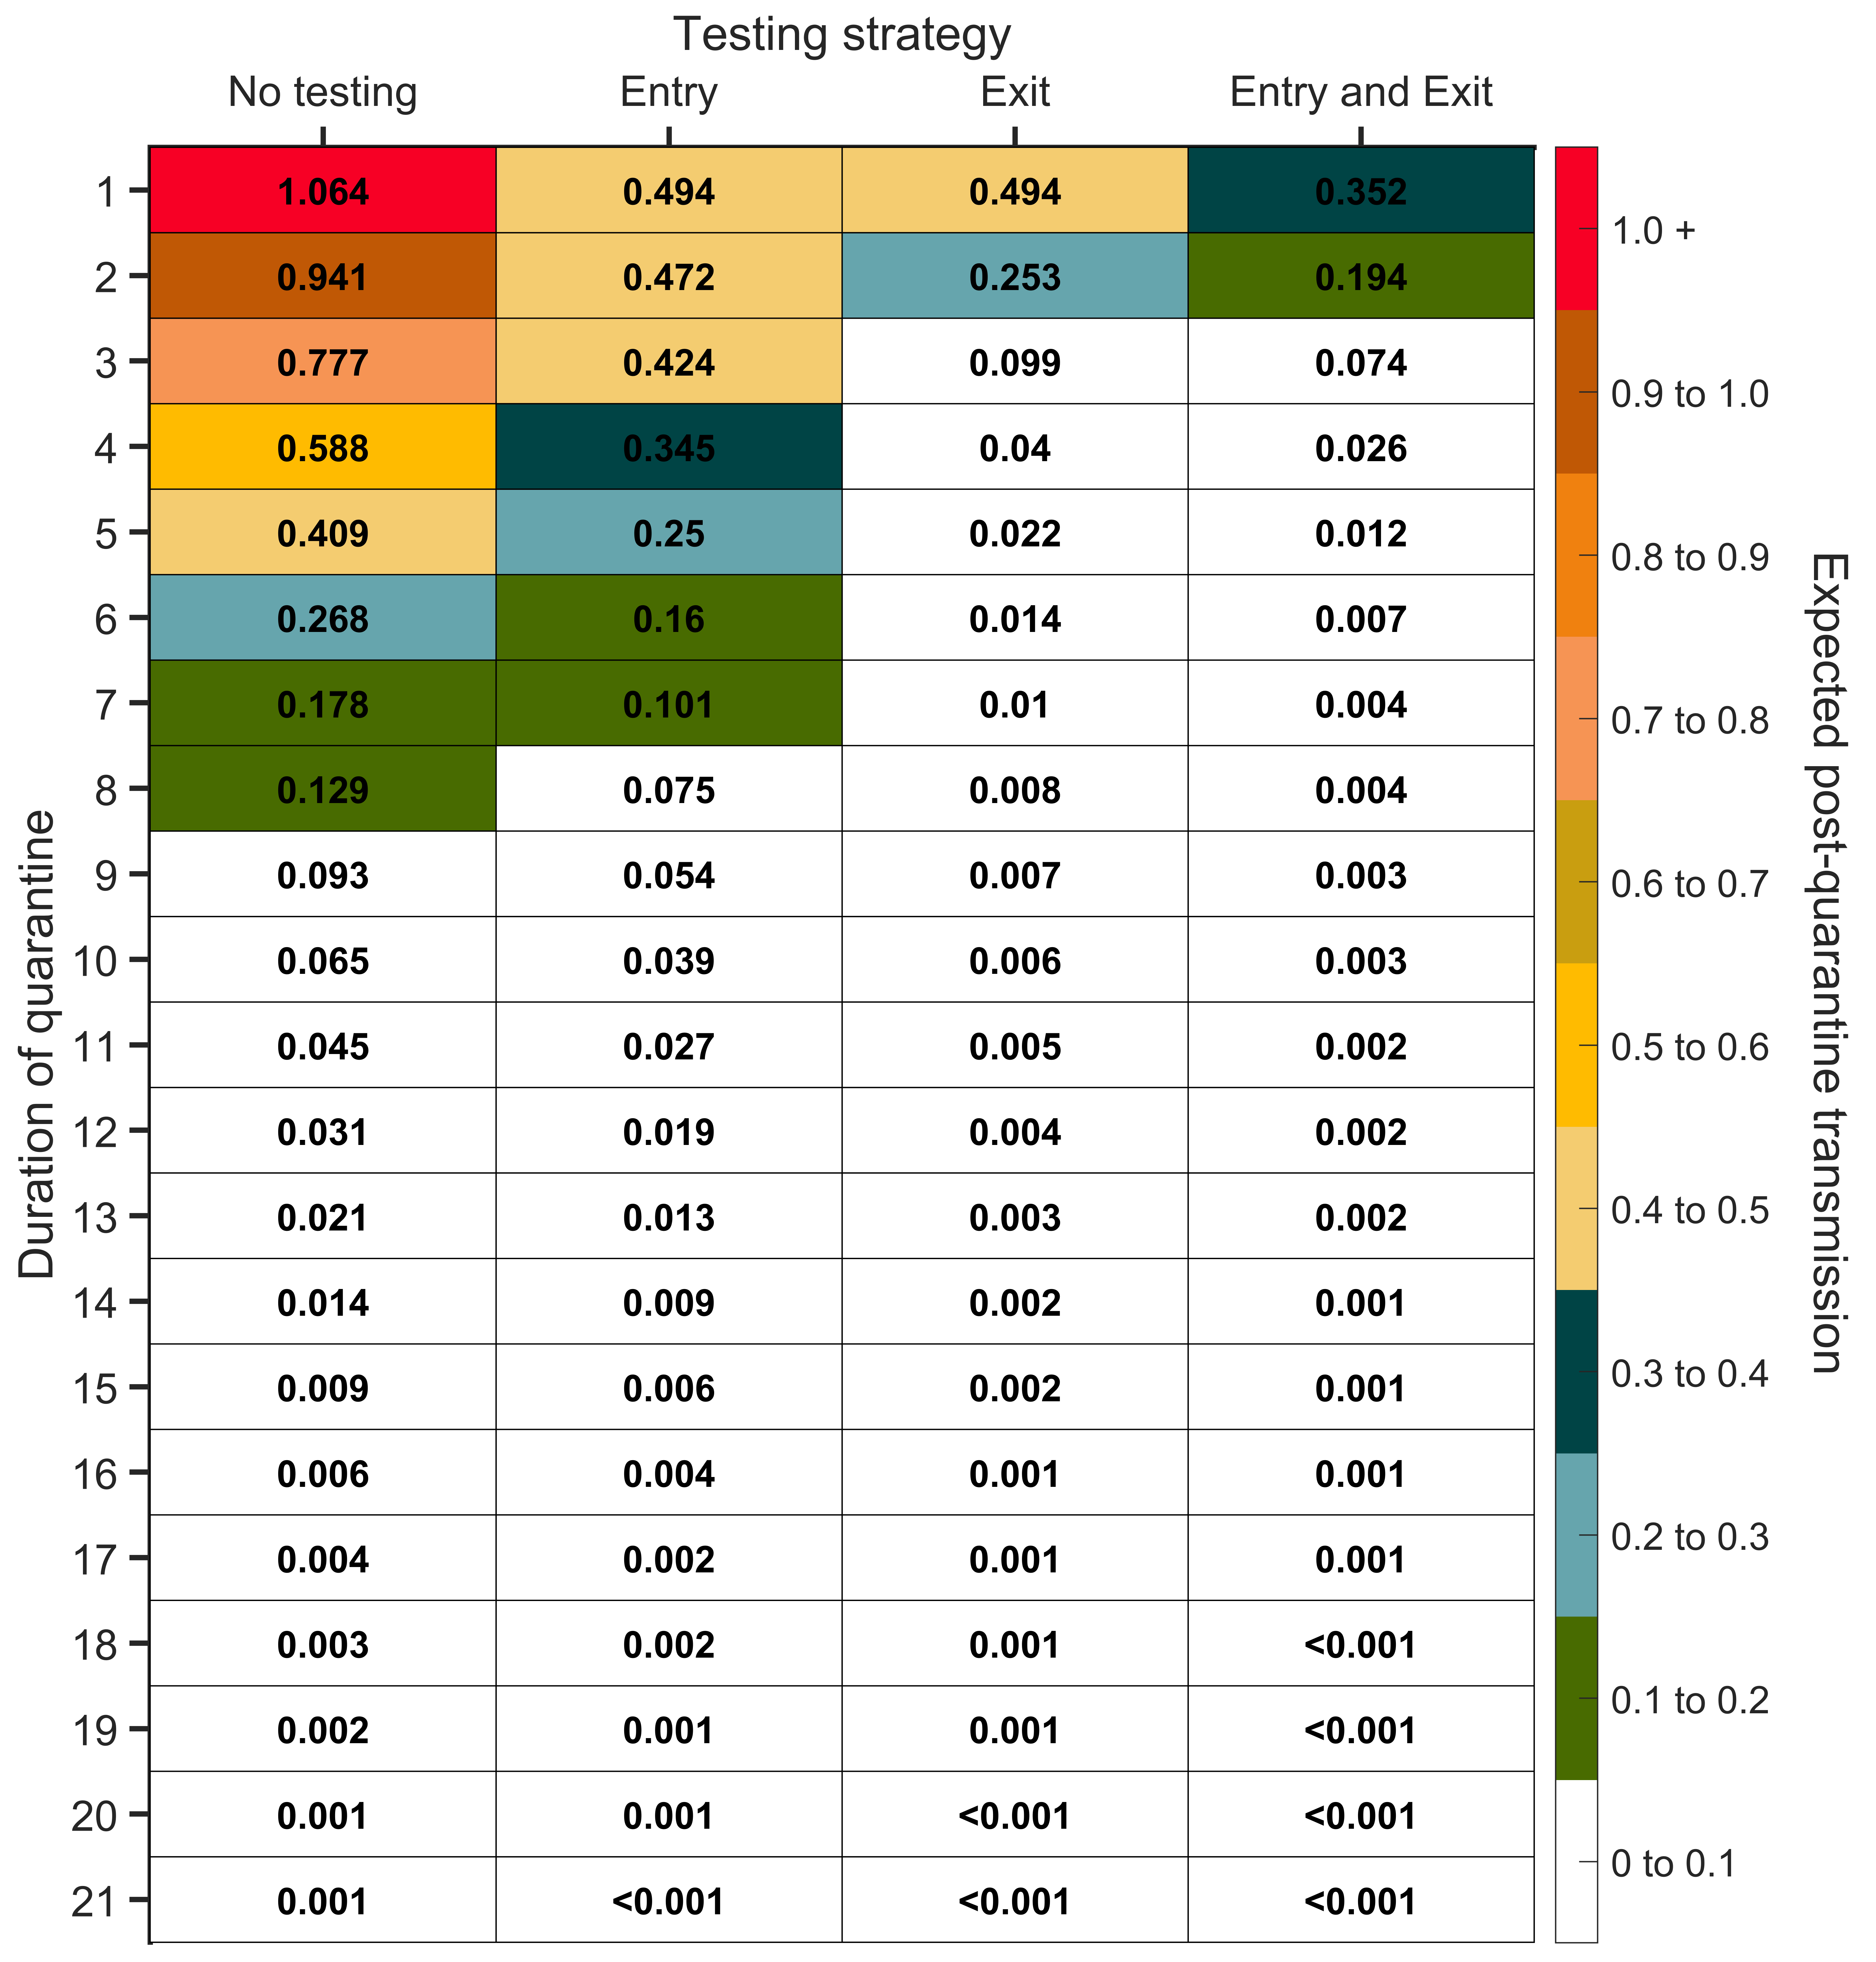 Testing strategy
No testing Entry Exit Entry and Exit
1 1.064 0.494 0.494 0.352
2 0.941 0.472 0.253 0.194
3 0.777 0.424 0.099 0.074
4 0.588 0.345 0.04 0.026
5 0.409 0.25 0.022 0.012
6 0.268 0.16 0.014 0.007
7 0.178 0.101 0.01 0.004
8 0.129 0.075 0.008 0.004
9 0.093 0.054 0.007 0.003
10 0.065 0.039 0.006 0.003
11 0.045 0.027 0.005 0.002
12 0.031 0.019 0.004 0.002
13 0.021 0.013 0.003 0.002
14 0.014 0.009 0.002 0.001
15 0.009 0.006 0.002 0.001
16 0.006 0.004 0.001 0.001
17 0.004 0.002 0.001 0.001
18 0.003 0.002 0.001 <0.001
19 0.002 0.001 0.001 <0.001
20 0.001 0.001 <0.001 <0.001
21 0.001 <0.001 <0.001 <0.001
Duration of quarantine
1.0 +
0.9 to 1.0
0.8 to 0.9
0.7 to 0.8
0.6 to 0.7
0.5 to 0.6
0.4 to 0.5
0.3 to 0.4
0.2 to 0.3
0.1 to 0.2
0 to 0.1
Expected post-quarantine transmission